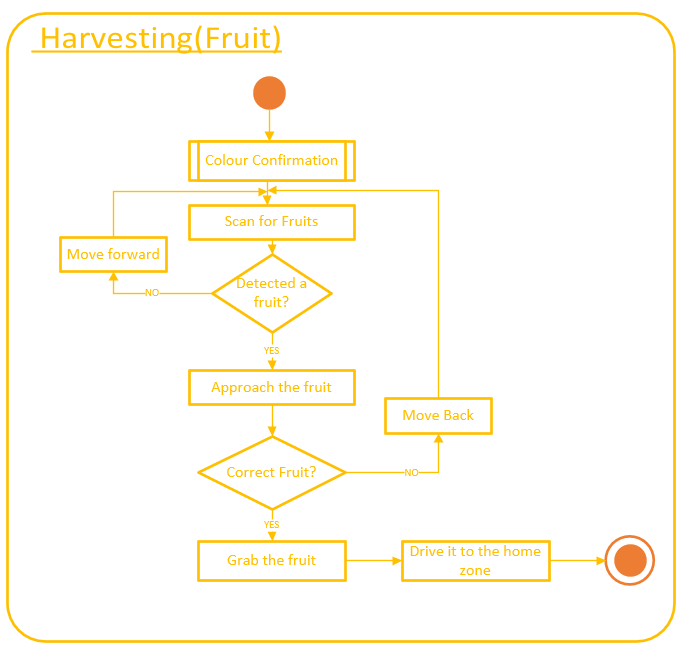 Harvesting(Fruit)
Colour Confirmation
Scan for Fruits
Move forward
Detected a
fruit?
NO
YES
Approach the fruit
Move Back
Correct Fruit?
NO
YES
Grab the fruit
Drive it to the home
zone